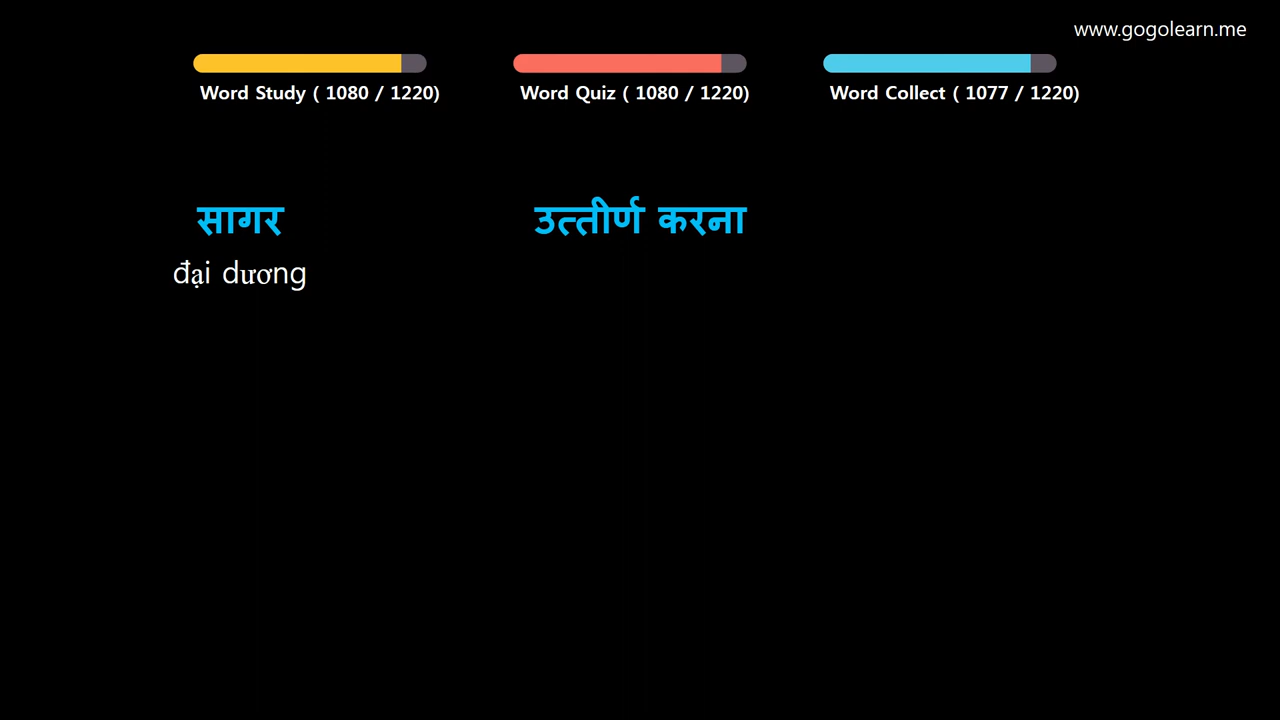 www.gogolearn.me
Word Study ( 1080 / 1220)
Word Quiz ( 1080 / 1220)
Word Collect ( 1077 / 1220)
सागर
उत्तीर्ण करना
đại dương